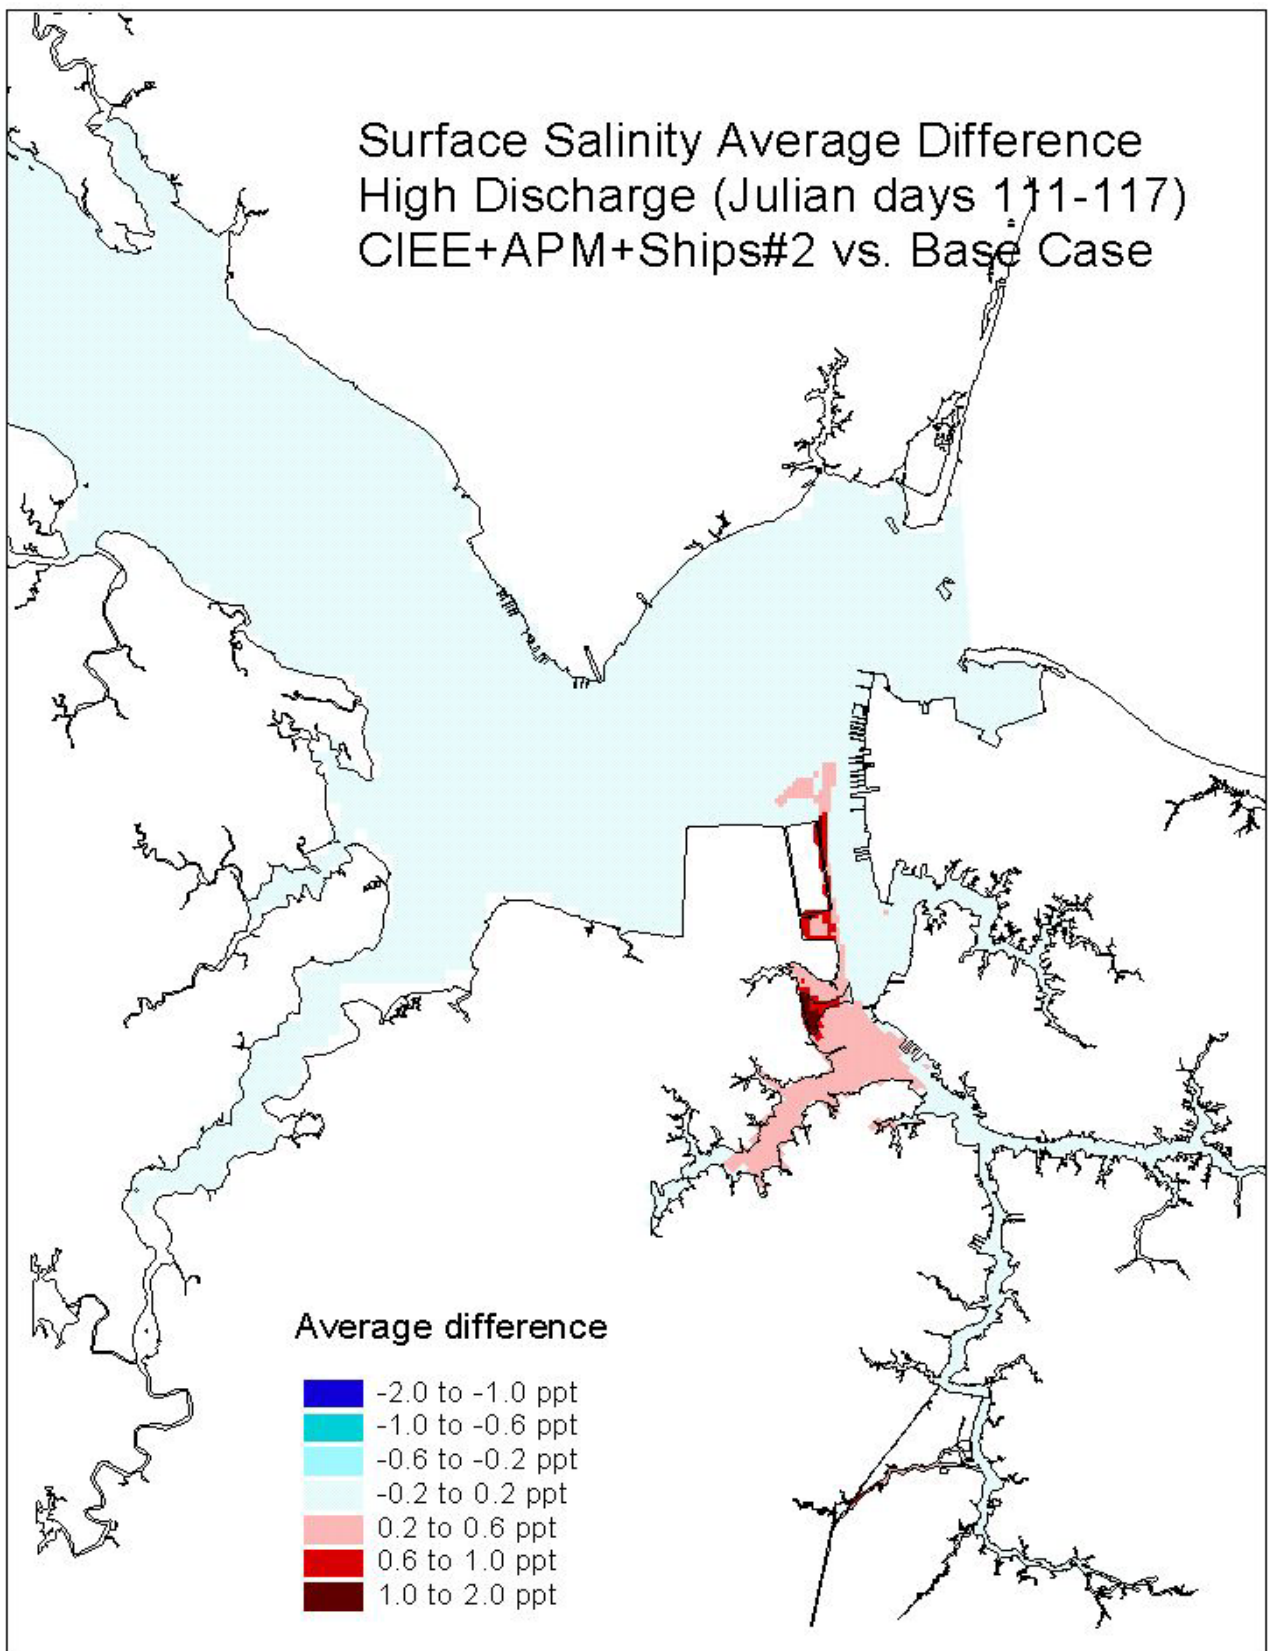 Surface Salinity Average Difference
High Discharge (Julian days 111-117)
CIEE+APM+Ships#2 vs. Base Case
Average difference
-2.0 to -1.0 ppt
-1.0 to -0.6 ppt
-0.6 to -0.2 ppt
-0.2 to 0.2 ppt
0.2 to 0.6 ppt
0.6 to 1.0 ppt
1.0 to 2.0 ppt